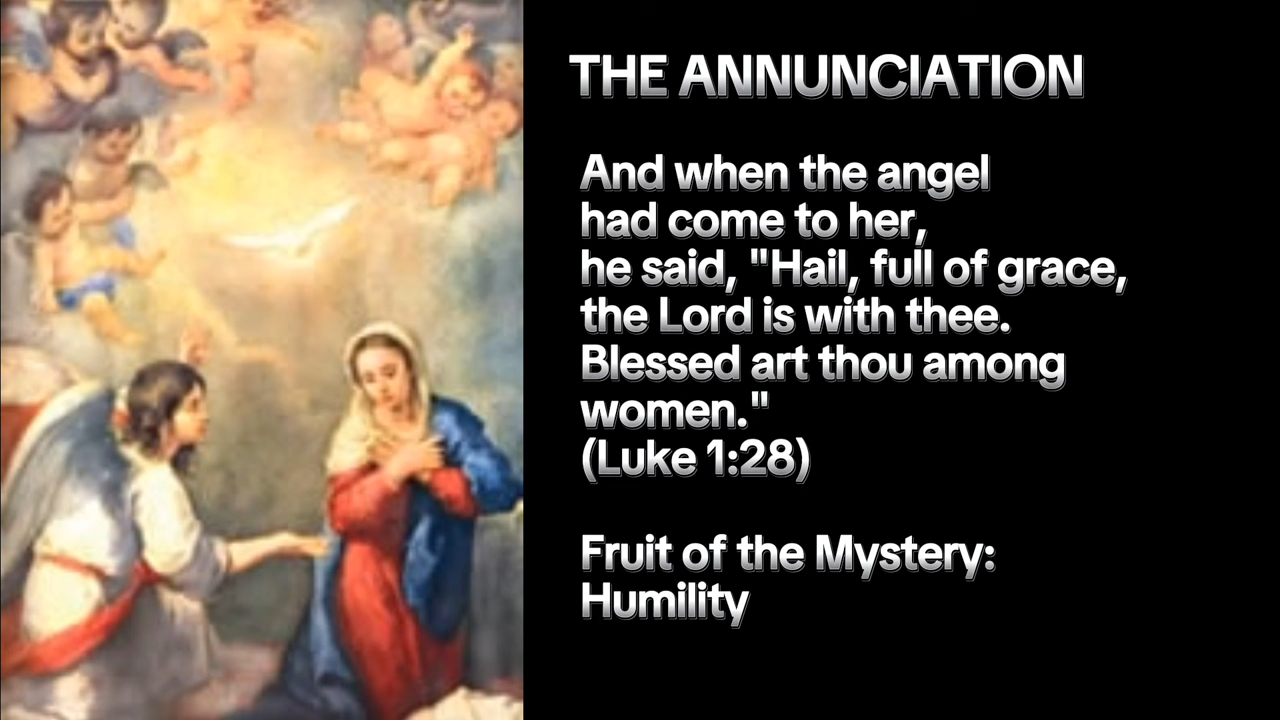 THE ANNUNCIATION
And when the angel
had come to her,
he said, "Hail, full of grace,
the Lord is with thee.
Blessed art thou among
women."
(Luke 1:28)
Fruit of the Mystery:
Humility